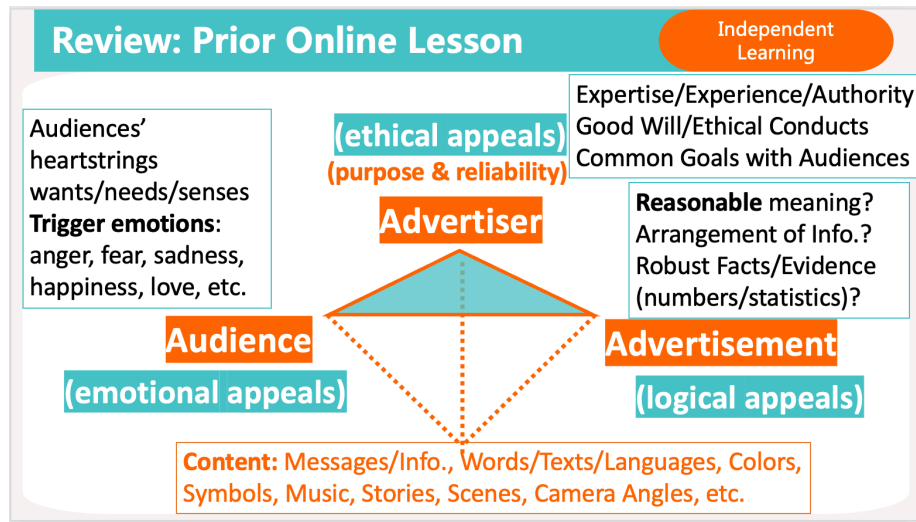 Review: Prior Online Lesson
Independent
Learning
Audiences'
heartstrings
wants/needs/senses
Trigger emotions:
anger, fear, sadness,
happiness, love, etc.
(ethical appeals)
(purpose & reliability)
Advertiser
Expertise/Experience/Authority
Good Will/Ethical Conducts
Common Goals with Audiences
Reasonable meaning?
Arrangement of Info.?
Robust Facts/Evidence
(numbers/statistics)?
Audience
(emotional appeals)
Advertisement
(logical appeals)
Content: Messages/Info., Words/Texts/Languages, Colors,
Symbols, Music, Stories, Scenes, Camera Angles, etc.